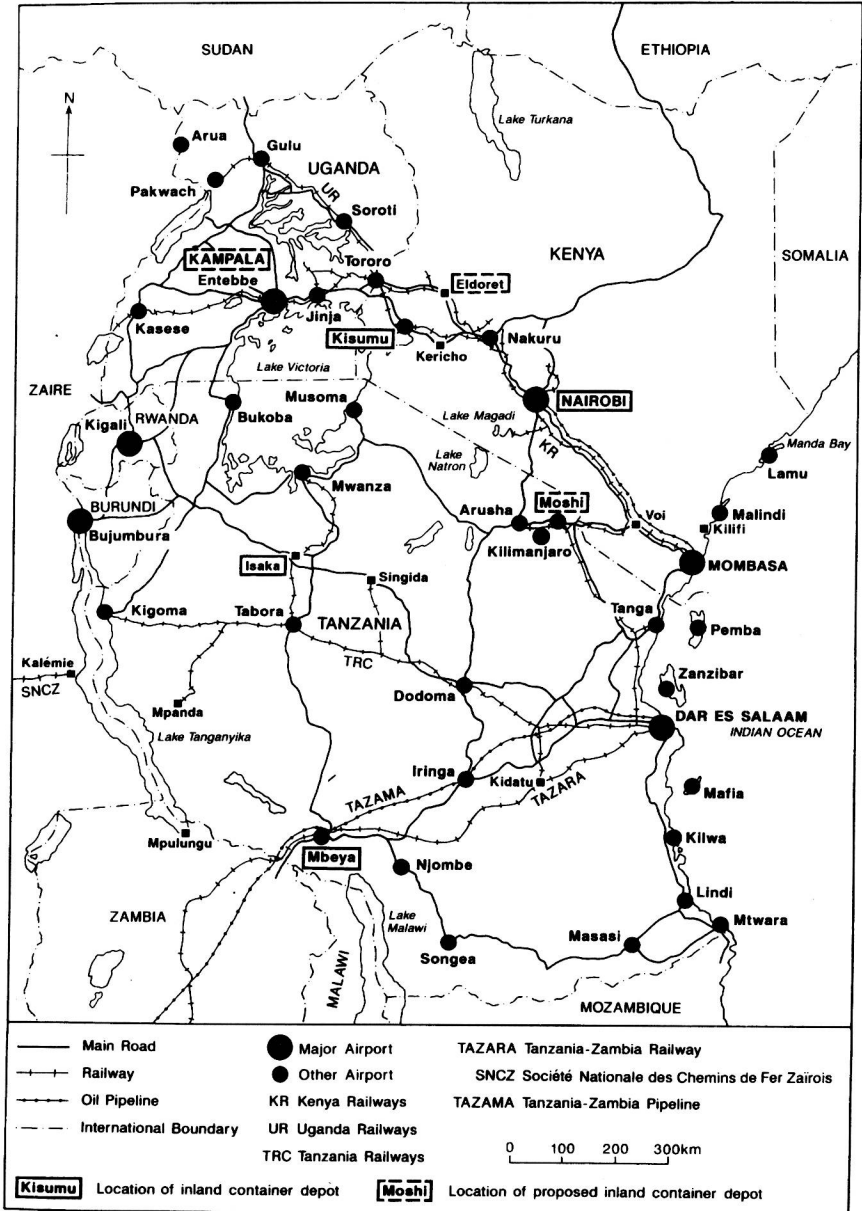 SUDAN
ETHIOPIA
N
Lake Turkana
Arua
Gulu
UGANDA
Pakwach
UR
Soroti
KENYA
SOMALIA
KAMPALA
Entebbe
Tororo
Eldoret
Kasese
Jinja
Kisumu
Nakuru
Kericho
Lake Victoria
ZAIRE
RWANDA
Kigali
Bukoba
Musoma
Lake Magadi
NAIROBI
KR
Lake
Natron
Manda Bay
Lamu
Mwanza
BURUNDI
Bujumbura
Arusha
Moshi
Voi
Malindi
Kilifi
Kilimanjaro
MOMBASA
Isaka
Singida
Kigoma
Tabora
TANZANIA
Tanga
Pemba
TRC
Kalémie
SNCZ
Zanzibar
Mpanda
Dodoma
DAR ES SALAAM
INDIAN OCEAN
Lake Tanganyika
Iringa
Kidatu
TAZAMA
TAZARA
Mafia
Mpulungu
Mbeya
Kilwa
Njombe
ZAMBIA
Lake
Malawi
Lindi
Mtwara
Songea
Masasi
MALAWI
MOZAMBIQUE
Main Road
Major Airport
TAZARA Tanzania-Zambia Railway
Railway
Other Airport
SNCZ Société Nationale des Chemins de Fer Zaïrois
Oil Pipeline
KR Kenya Railways
TAZAMA Tanzania-Zambia Pipeline
International Boundary
UR Uganda Railways
TRC Tanzania Railways
0 100 200 300km
Kisumu Location of inland container depot
Moshi Location of proposed inland container depot